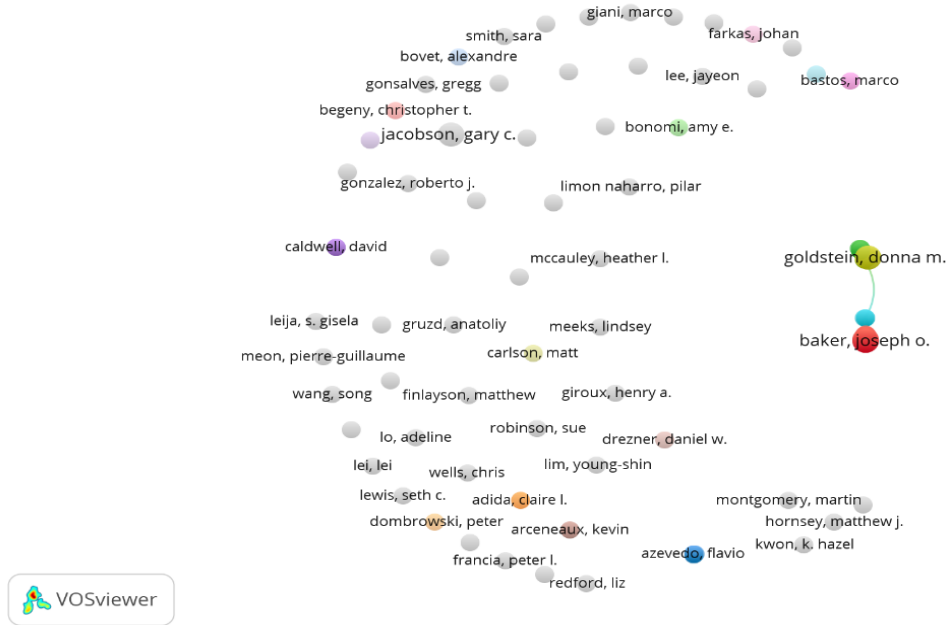 giani, marco
smith, sara
farkas, johan
bovet, alexandre
lee, jayeon
bastos, marco
gonsalves, gregg
begeny, christopher t.
jacobson, gary c.
bonomi, amy e.
gonzalez, roberto j.
limon naharro, pilar
caldwell, david
mccauley, heather l.
goldstein, donna m.
leija, s. gisela
gruzd, anatoliy
meeks, lindsey
baker, joseph o.
meon, pierre-guillaume
carlson, matt
wang, song
finlayson, matthew
giroux, henry a.
lo, adeline
robinson, sue
drezner, daniel w.
lei, lei
wells, chris
lim, young-shin
lewis, seth c.
adida, claire l.
montgomery, martin
dombrowski, peter
arceneaux, kevin
hornsey, matthew j.
francia, peter l.
azevedo, flavio
kwon, k. hazel
redford, liz
VOSviewer